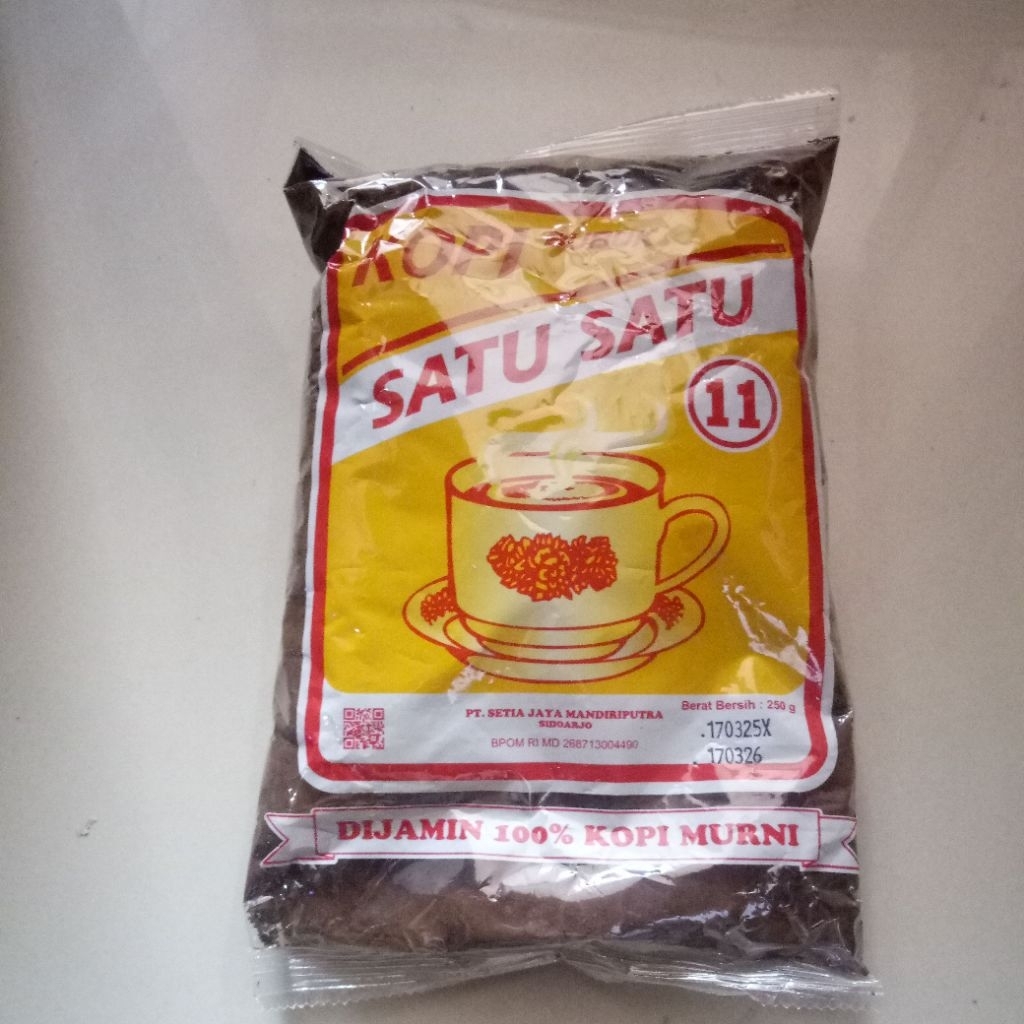 KOPI BUBUK
SATU SATU
11
PT. SETIA JAYA MANDIRIPUTRA
SIDOARJO
BPOM RI MD 268713004490
Berat Bersih : 250 g
.170325X
170326
DIJAMIN 100% KOPI MURNI